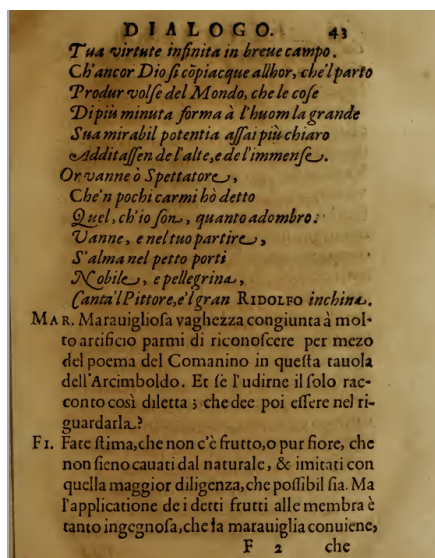 DIALOGO. 43
Tua virtute infinita in breue campo.
Ch'ancor Dio ſi cõpiacque allhor, che'l parto
Produr volſe del Mondo, che le coſe
Di più minuta forma à l'huom la grande
Sua mirabil potentia aſſai più chiaro
Additaſſen de l'alte, e de l'immenſe.
Or vanne ò Spettatore,
Che'n pochi carmi hò detto
Quel, ch'io ſon, quanto adombro:
Vanne, e nel tuo partire,
S'alma nel petto porti
Nobile, e pellegrina,
Canta'l Pittore, e'l gran RIDOLFO inchina.
MAR. Marauiglioſa vaghezza congiunta à mol-
to artificio parmi di riconoſcere per mezo
del poema del Comanino in queſta tauola
dell'Arcimboldo. Et ſe l'udirne il ſolo rac-
conto così diletta; che dee poi eſſere nel ri-
guardarla?
FI. Fate ſtima, che non c'è frutto, o pur fiore, che
non ſieno cauati dal naturale, & imitati con
quella maggior diligenza, che poſſibil ſia. Ma
l'applicatione de i detti frutti alle membra è
tanto ingegnoſa, che la marauiglia conuiene,
F 2 che